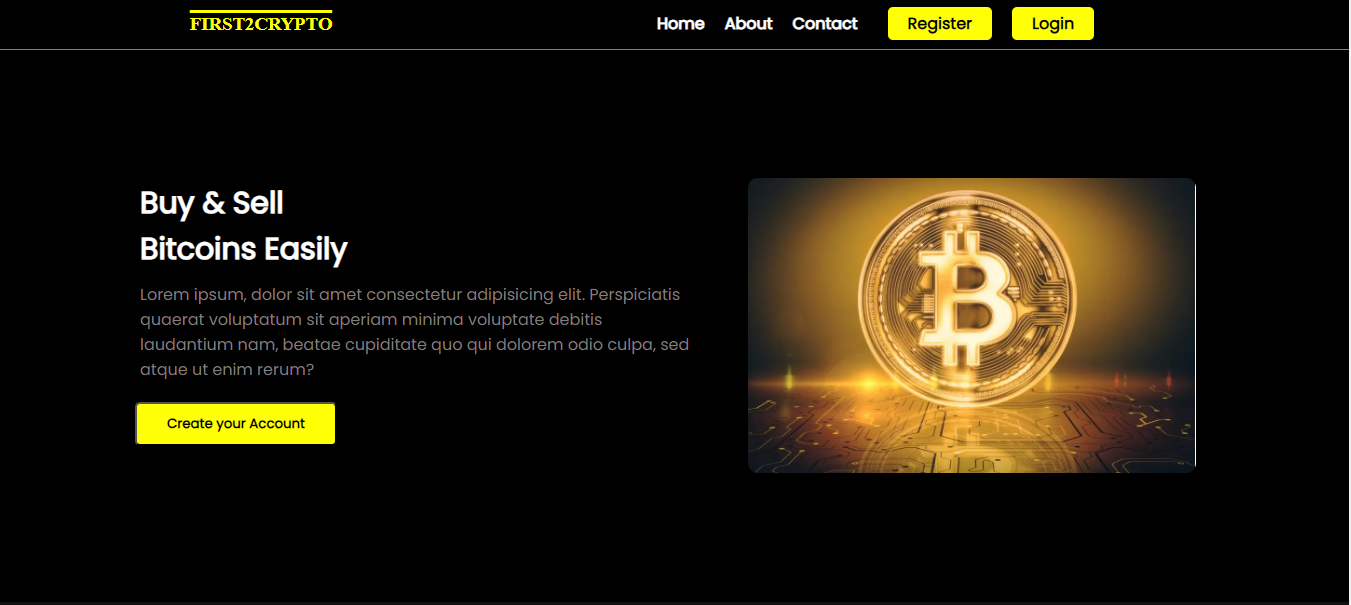 FIRST2CRYPTO
Home About Contact Register Login
Buy & Sell
Bitcoins Easily
Lorem ipsum, dolor sit amet consectetur adipisicing elit. Perspiciatis
quaerat voluptatum sit aperiam minima voluptate debitis
laudantium nam, beatae cupiditate quo qui dolorem odio culpa, sed
atque ut enim rerum?
Create your Account